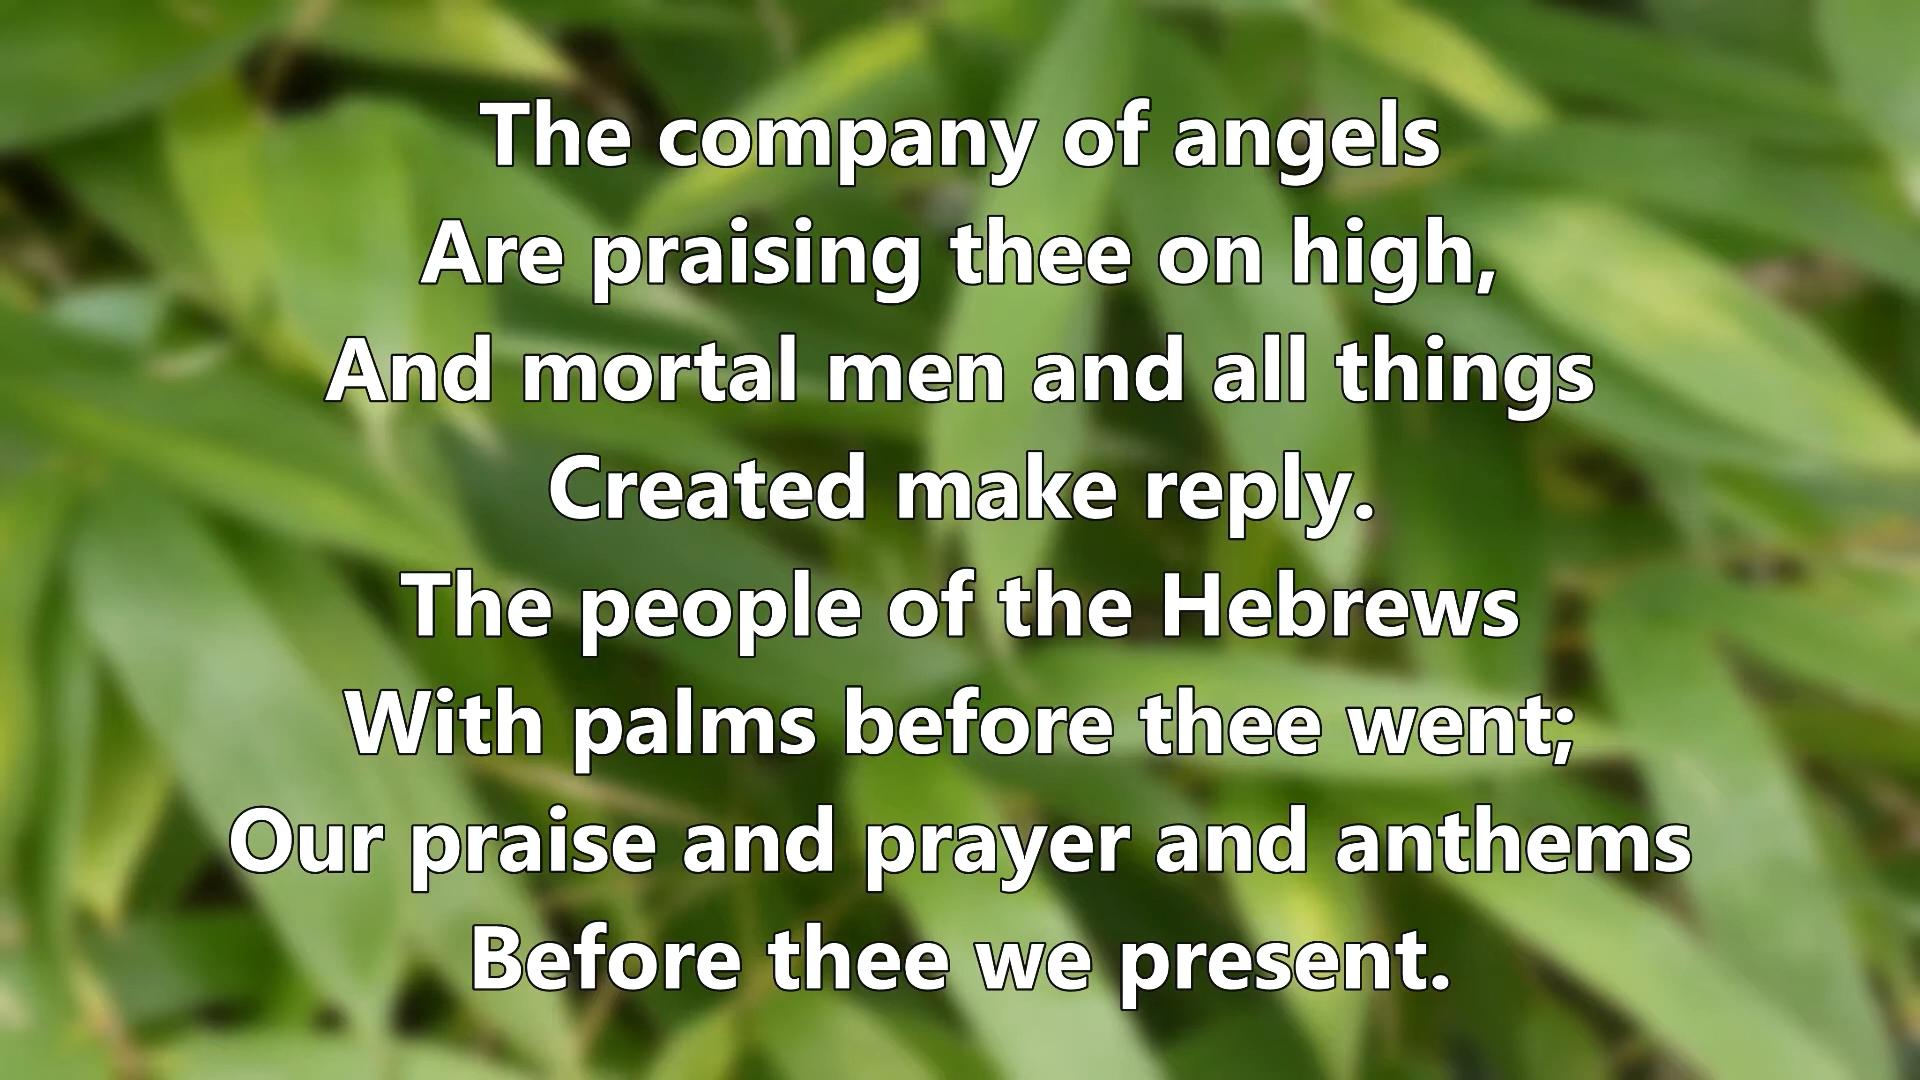 The company of angels
Are praising thee on high,
And mortal men and all things
Created make reply.
The people of the Hebrews
With palms before thee went;
Our praise and prayer and anthems
Before thee we present.